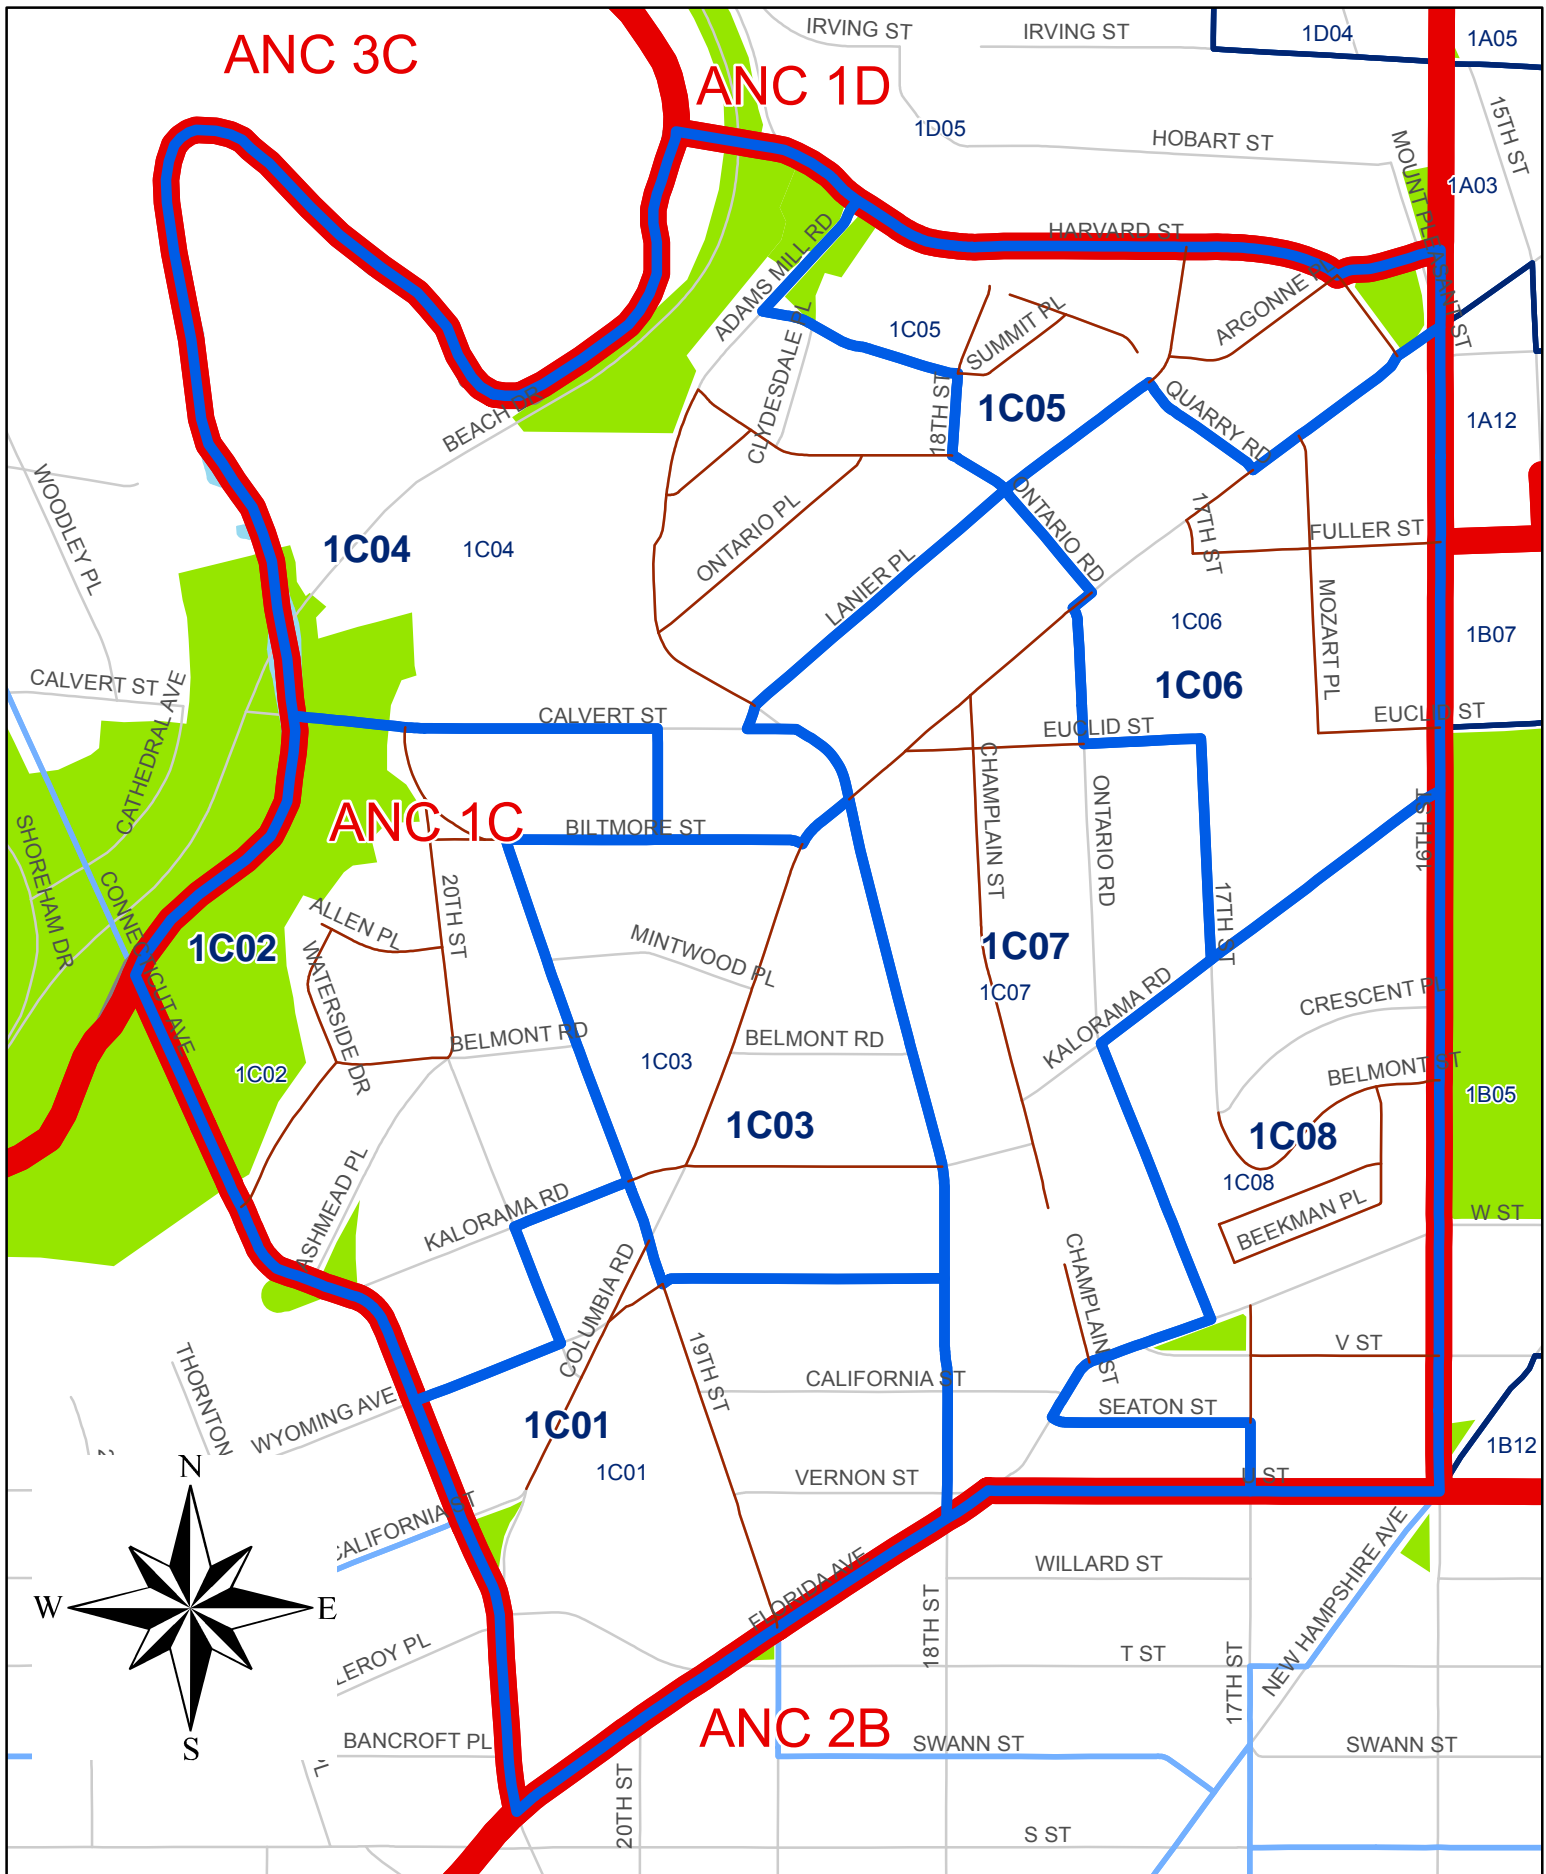 IRVING ST
IRVING ST
1D04
1A05
ANC 3C
ANC 1D
1D05
HOBART ST
15TH ST
MOUNT PLEASANT ST
1A03
ADAMS MILL RD
HARVARD ST
1C05
SUMMIT PL
ARGONNE
CLYDESDALE PL
BEACH DR
18TH ST
1C05
QUARRY RD
1A12
WOODLEY PL
1C04
1C04
ONTARIO PL
ONTARIO RD
17TH ST
FULLER ST
LANIER PL
MOZART PL
1C06
1B07
CALVERT ST
CATHEDRAL AVE
1C06
CALVERT ST
EUCLID ST
EUCLID ST
ANC 1C
BILTMORE ST
CHAMPLAIN ST
ONTARIO RD
16TH ST
SHOREHAM DR
CONNECTICUT AVE
20TH ST
17TH ST
ALLEN PL
1C02
WATERSIDE DR
MINTWOOD PL
1C07
1C07
KALORAMA RD
CRESCENT PL
BELMONT RD
BELMONT RD
1C02
1C03
BELMONT ST
1B05
1C03
1C08
1C08
ASHMEAD PL
KALORAMA RD
BEEKMAN PL
W ST
COLUMBIA RD
CHAMPLAIN ST
THORNTON
19TH ST
V ST
WYOMING AVE
CALIFORNIA ST
SEATON ST
1C01
1C01
1B12
N
VERNON ST
U ST
CALIFORNIA ST
WILLARD ST
NEW HAMPSHIRE AVE
W
E
FLORIDA AVE
18TH ST
LEROY PL
T ST
17TH ST
S
BANCROFT PL
ANC 2B
SWANN ST
SWANN ST
20TH ST
S ST